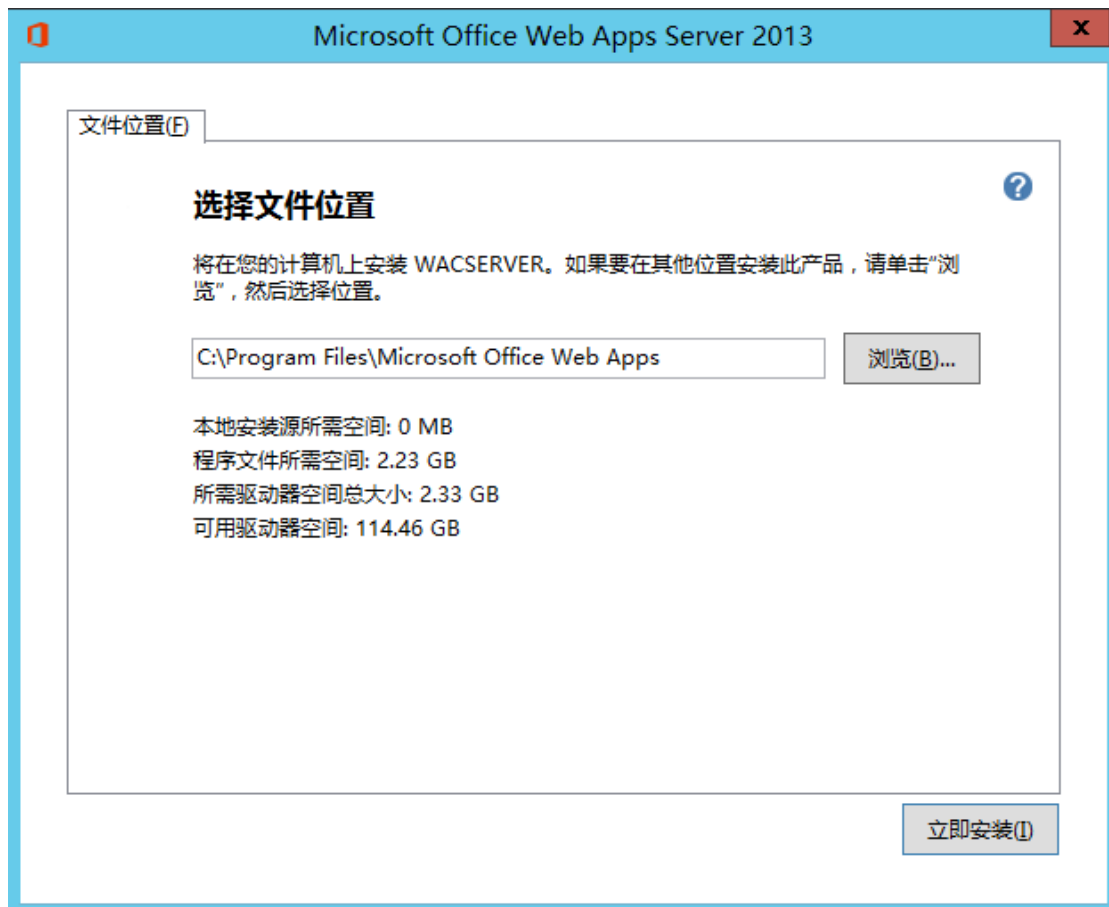 Microsoft Office Web Apps Server 2013
x
文件位置(F)
选择文件位置
?
将在您的计算机上安装 WACSERVER。如果要在其他位置安装此产品，请单击“浏
览”，然后选择位置。
C:\Program Files\Microsoft Office Web Apps
浏览(B)...
本地安装源所需空间: 0 MB
程序文件所需空间: 2.23 GB
所需驱动器空间总大小: 2.33 GB
可用驱动器空间: 114.46 GB
立即安装(I)